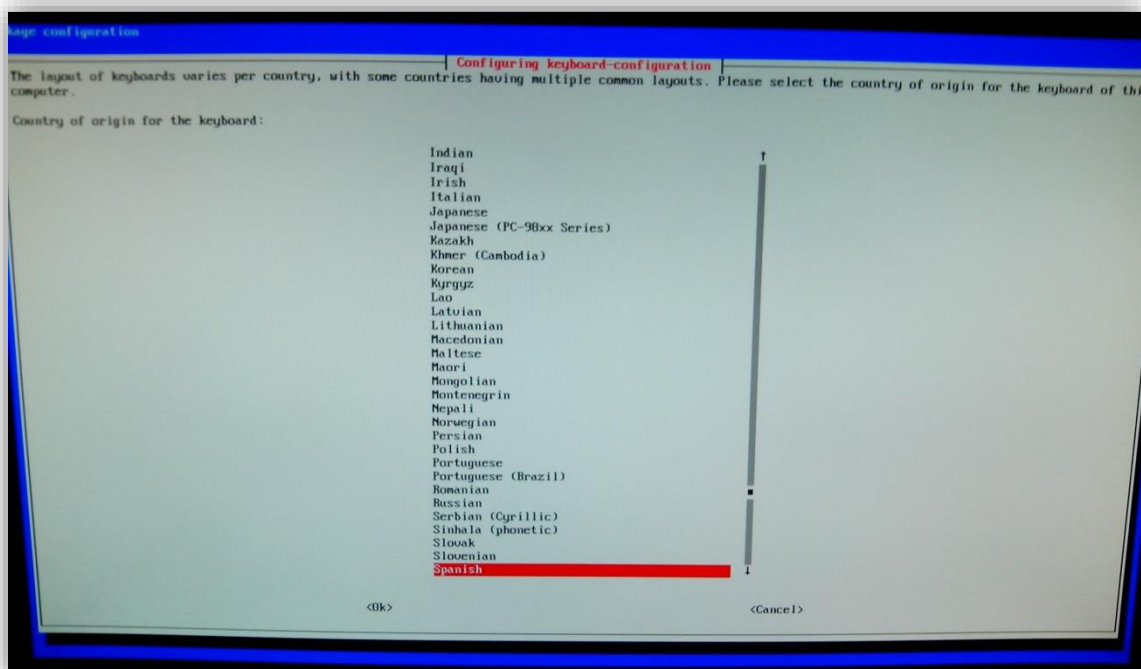 kage configuration
Configuring keyboard-configuration
The layout of keyboards varies per country, with some countries having multiple common layouts. Please select the country of origin for the keyboard of thi
computer.
Country of origin for the keyboard:
Indian
Iraqi
Irish
Italian
Japanese
Japanese (PC-98xx Series)
Kazakh
Khmer (Cambodia)
Korean
Kyrgyz
Lao
Latvian
Lithuanian
Macedonian
Maltese
Maori
Mongolian
Montenegrin
Nepali
Norwegian
Persian
Polish
Portuguese
Portuguese (Brazil)
Romanian
Russian
Serbian (Cyrillic)
Sinhala (phonetic)
Slovak
Slovenian
Spanish
<Ok> <Cancel>